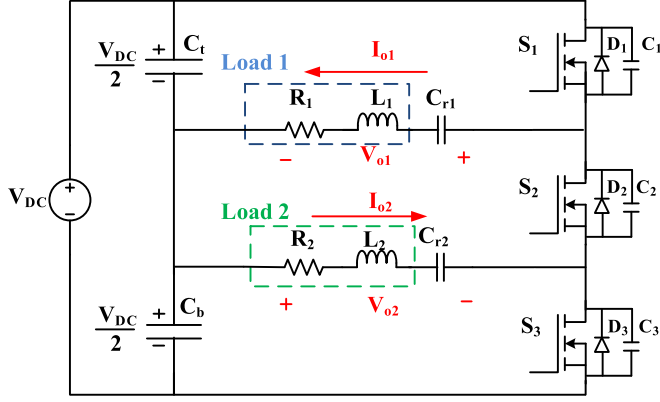 V_DC/2 + C_t −
Load 1 I_o1
S_1 D_1 C_1
R_1 L_1 C_r1
− V_o1 +
V_DC + −
S_2 D_2 C_2
Load 2 I_o2
R_2 L_2 C_r2
+ V_o2 −
V_DC/2 + C_b −
S_3 D_3 C_3